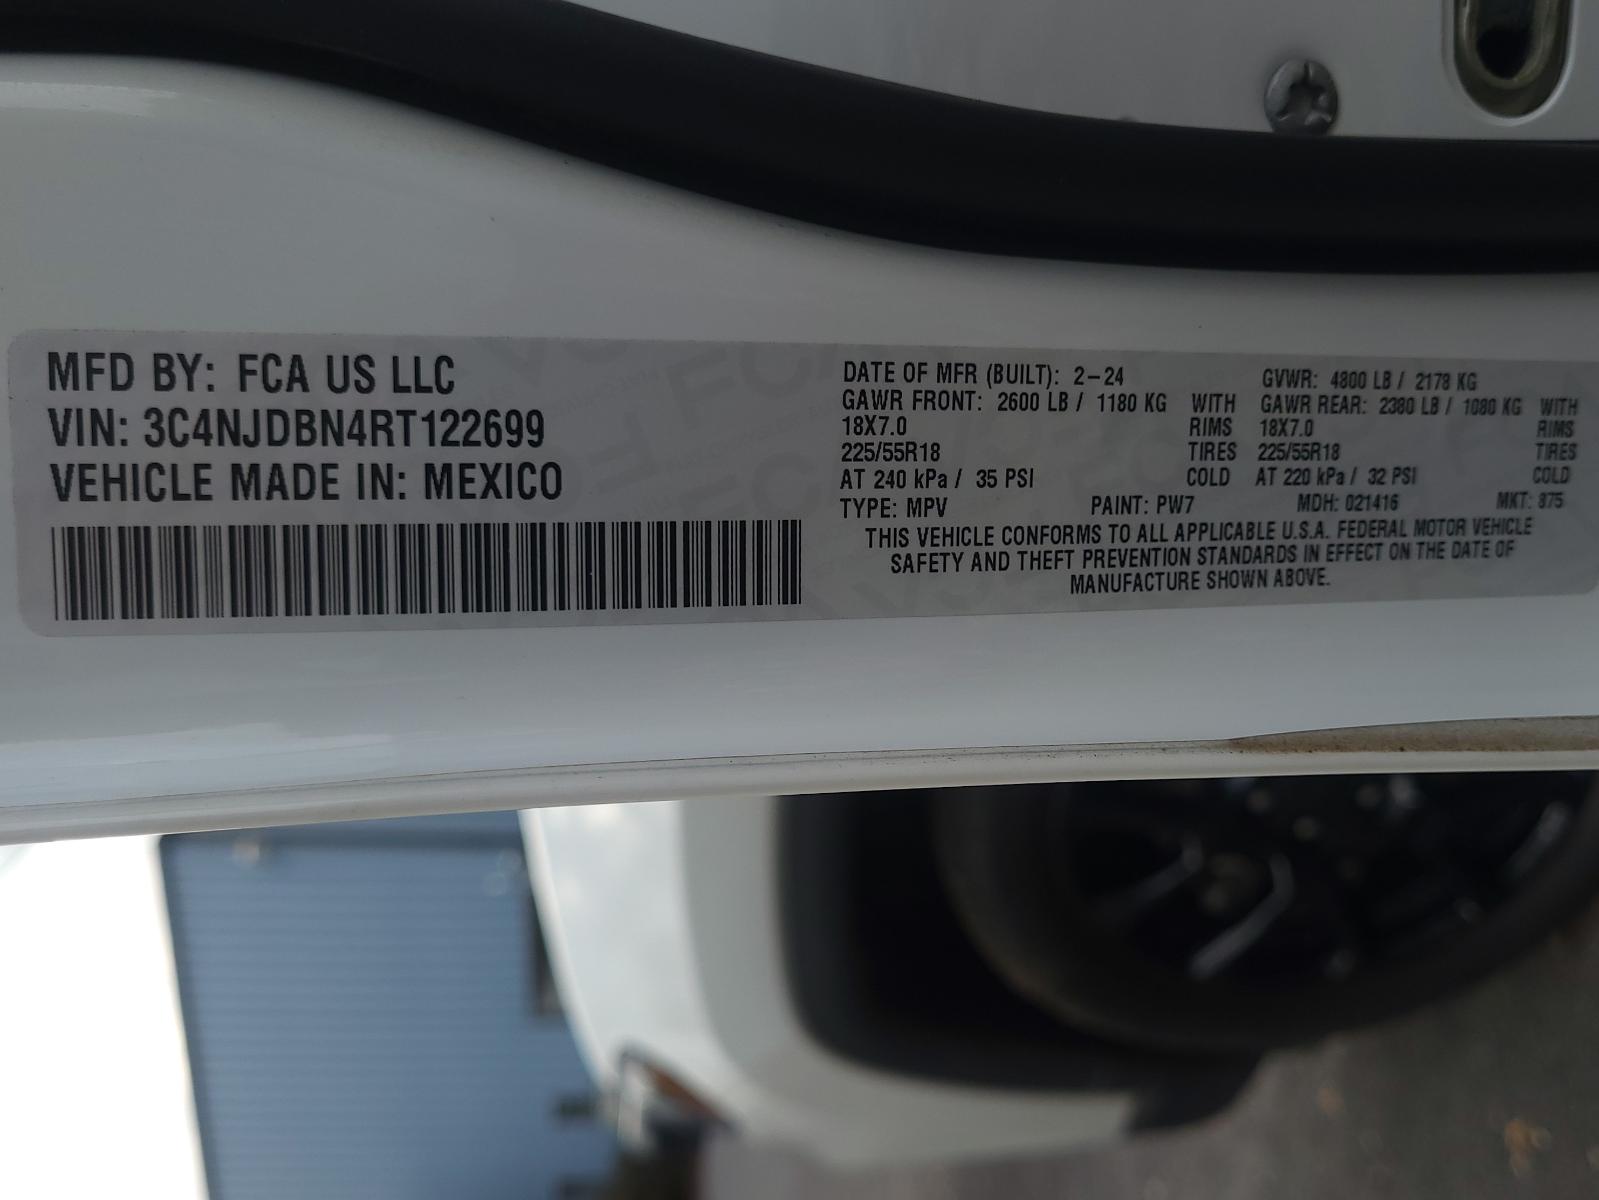 MFD BY: FCA US LLC
VIN: 3C4NJDBN4RT122699
VEHICLE MADE IN: MEXICO
DATE OF MFR (BUILT): 2-24 GVWR: 4800 LB / 2178 KG
GAWR FRONT: 2600 LB / 1180 KG WITH GAWR REAR: 2380 LB / 1080 KG WITH
18X7.0 RIMS 18X7.0 RIMS
225/55R18 TIRES 225/55R18 TIRES
AT 240 kPa / 35 PSI COLD AT 220 kPa / 32 PSI COLD
TYPE: MPV PAINT: PW7 MDH: 021416 MKT: 875
THIS VEHICLE CONFORMS TO ALL APPLICABLE U.S.A. FEDERAL MOTOR VEHICLE
SAFETY AND THEFT PREVENTION STANDARDS IN EFFECT ON THE DATE OF
MANUFACTURE SHOWN ABOVE.